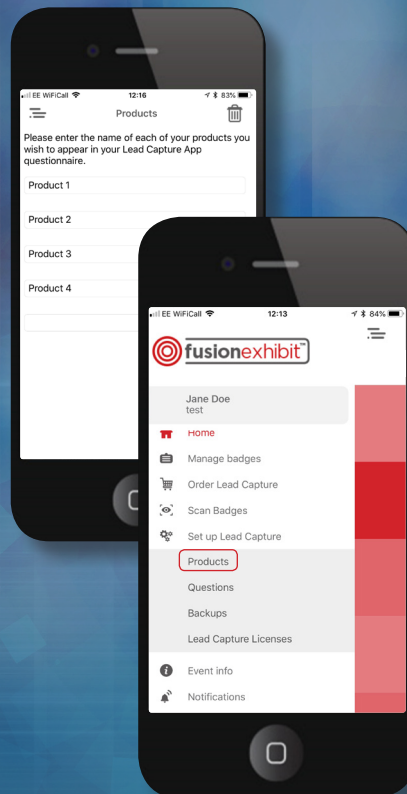 EE WiFiCall 12:16 83%
Products
Please enter the name of each of your products you
wish to appear in your Lead Capture App
questionnaire.
Product 1
Product 2
Product 3
Product 4
EE WiFiCall 12:13 84%
fusionexhibit™
Jane Doe
test
Home
Manage badges
Order Lead Capture
Scan Badges
Set up Lead Capture
Products
Questions
Backups
Lead Capture Licenses
Event info
Notifications